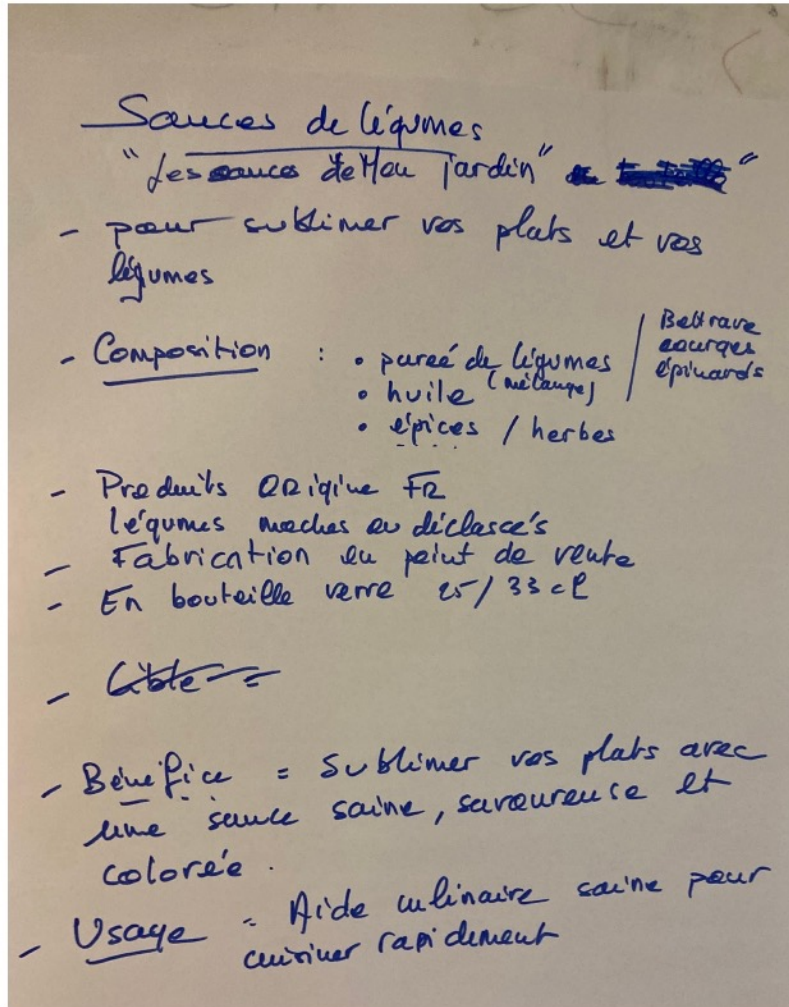 Sauces de légumes
"Les sauces de Mon jardin" "
- pour sublimer vos plats et vos
légumes
- Composition : • pureé de légumes / Bettrave
courges
épinards
• huile (mélange)
• épices / herbes
- Produits ORigine FR
légumes moches ou déclassés
- Fabrication en point de vente
- En bouteille verre 25/33 cl
- Cible =
- Bénéfice = Sublimer vos plats avec
une sauce saine, savoureuse et
colorée.
- Usage = Aide culinaire saine pour
cuisiner rapidement